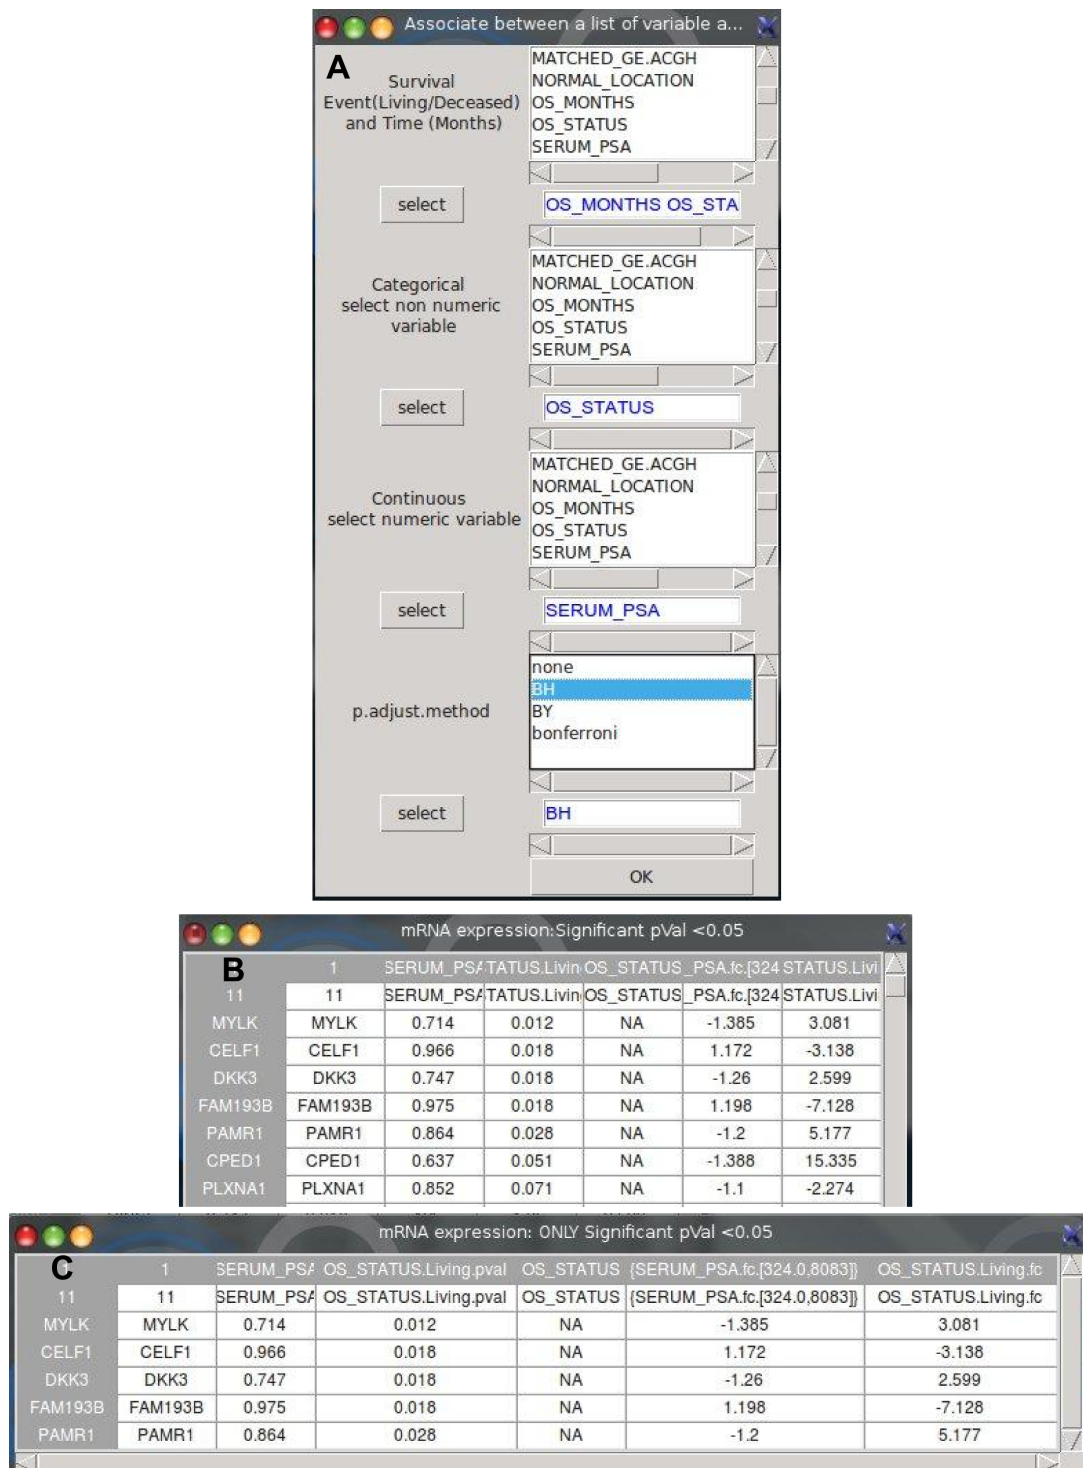 Associate between a list of variable a...
A
Survival
Event(Living/Deceased)
and Time (Months)
MATCHED_GE.ACGH
NORMAL_LOCATION
OS_MONTHS
OS_STATUS
SERUM_PSA
select
OS_MONTHS OS_STA
Categorical
select non numeric
variable
MATCHED_GE.ACGH
NORMAL_LOCATION
OS_MONTHS
OS_STATUS
SERUM_PSA
select
OS_STATUS
Continuous
select numeric variable
MATCHED_GE.ACGH
NORMAL_LOCATION
OS_MONTHS
OS_STATUS
SERUM_PSA
select
SERUM_PSA
p.adjust.method
none
BH
BY
bonferroni
select
BH
OK
mRNA expression:Significant pVal <0.05
B 1 SERUM_PSA TATUS.Livin OS_STATUS _PSA.fc.[324 STATUS.Livi
11 11 SERUM_PSA TATUS.Livin OS_STATUS _PSA.fc.[324 STATUS.Livi
MYLK MYLK 0.714 0.012 NA -1.385 3.081
CELF1 CELF1 0.966 0.018 NA 1.172 -3.138
DKK3 DKK3 0.747 0.018 NA -1.26 2.599
FAM193B FAM193B 0.975 0.018 NA 1.198 -7.128
PAMR1 PAMR1 0.864 0.028 NA -1.2 5.177
CPED1 CPED1 0.637 0.051 NA -1.388 15.335
PLXNA1 PLXNA1 0.852 0.071 NA -1.1 -2.274
mRNA expression: ONLY Significant pVal <0.05
C 1 SERUM_PSA OS_STATUS.Living.pval OS_STATUS {SERUM_PSA.fc.[324.0,8083]} OS_STATUS.Living.fc
11 11 SERUM_PSA OS_STATUS.Living.pval OS_STATUS {SERUM_PSA.fc.[324.0,8083]} OS_STATUS.Living.fc
MYLK MYLK 0.714 0.012 NA -1.385 3.081
CELF1 CELF1 0.966 0.018 NA 1.172 -3.138
DKK3 DKK3 0.747 0.018 NA -1.26 2.599
FAM193B FAM193B 0.975 0.018 NA 1.198 -7.128
PAMR1 PAMR1 0.864 0.028 NA -1.2 5.177